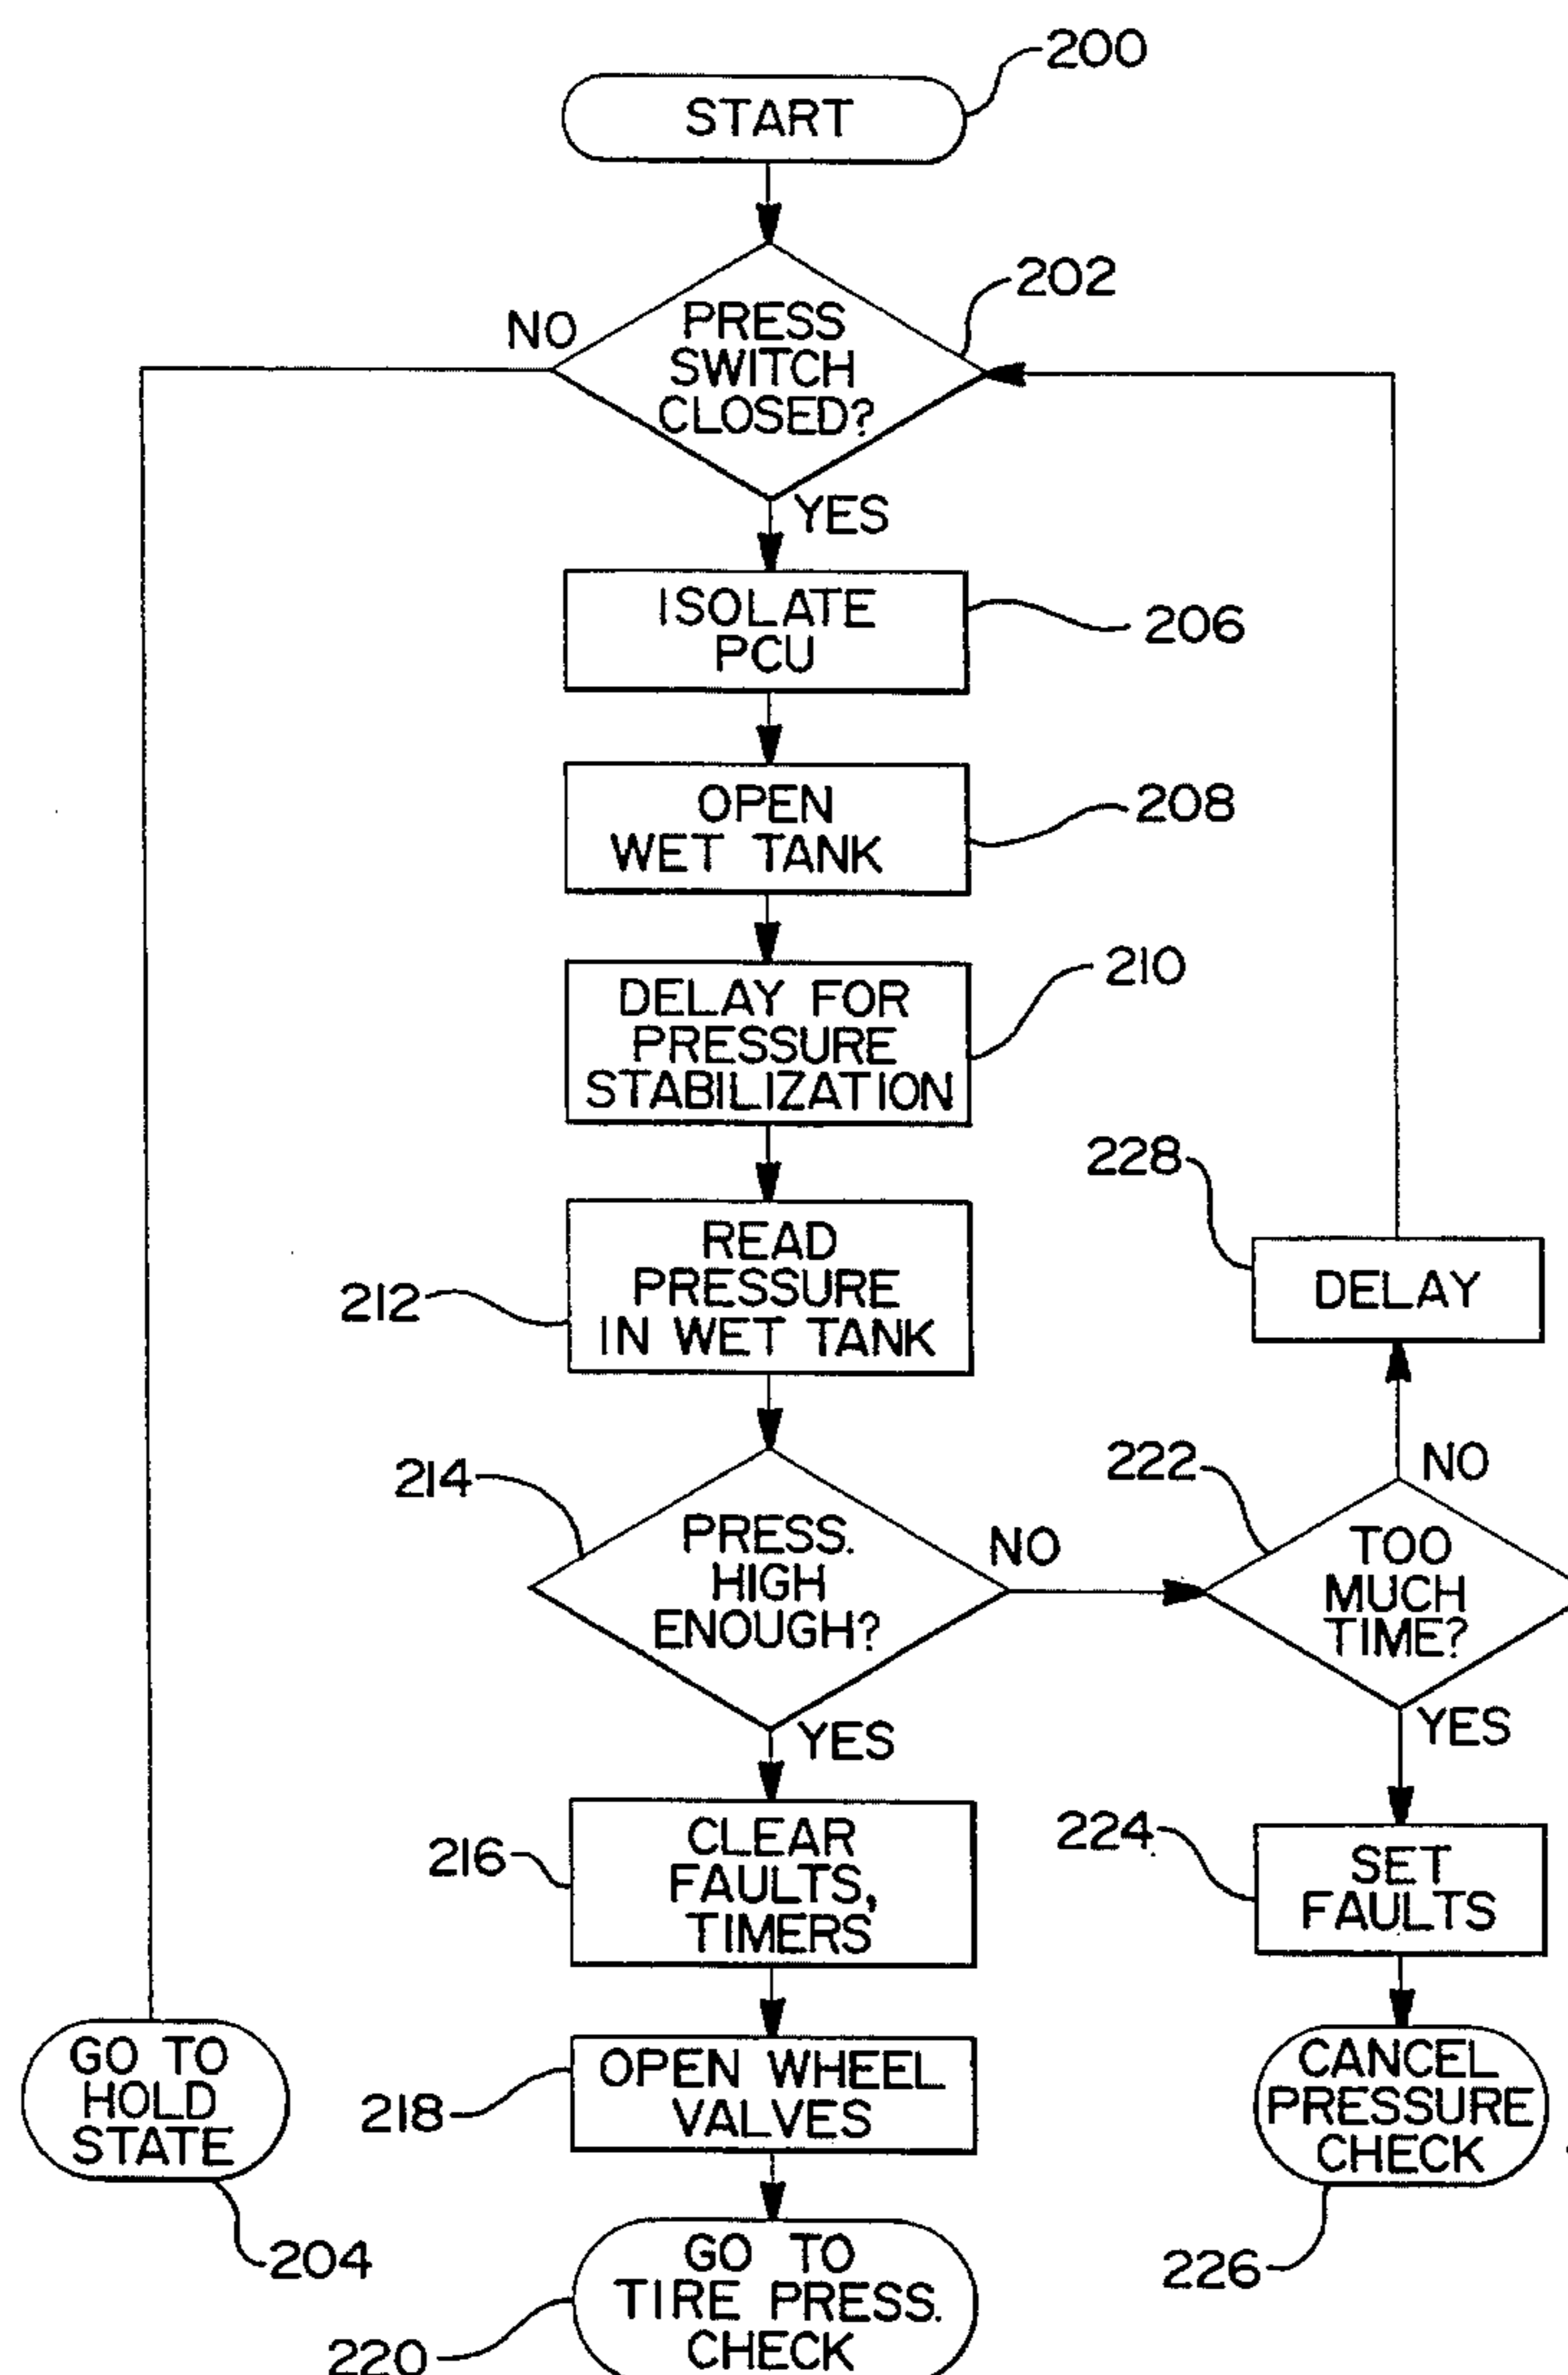 200
START
202
NO
PRESS
SWITCH
CLOSED?
YES
ISOLATE
PCU
206
OPEN
WET TANK
208
210
DELAY FOR
PRESSURE
STABILIZATION
228
READ
PRESSURE
IN WET TANK
212
DELAY
214
222
NO
PRESS.
HIGH
ENOUGH?
NO
TOO
MUCH
TIME?
YES
YES
216
CLEAR
FAULTS,
TIMERS
224
SET
FAULTS
GO TO
HOLD
STATE
218
OPEN WHEEL
VALVES
CANCEL
PRESSURE
CHECK
204
226
220
GO TO
TIRE PRESS.
CHECK